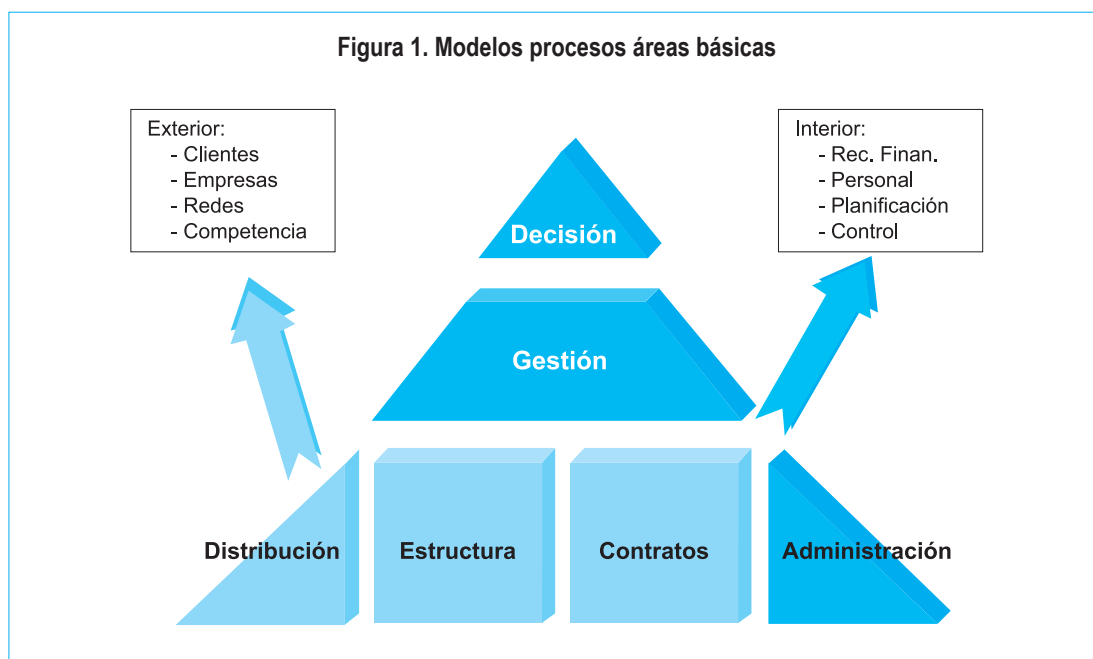 Figura 1. Modelos procesos áreas básicas
Exterior:
- Clientes
- Empresas
- Redes
- Competencia
Interior:
- Rec. Finan.
- Personal
- Planificación
- Control
Decisión
Gestión
Distribución
Estructura
Contratos
Administración